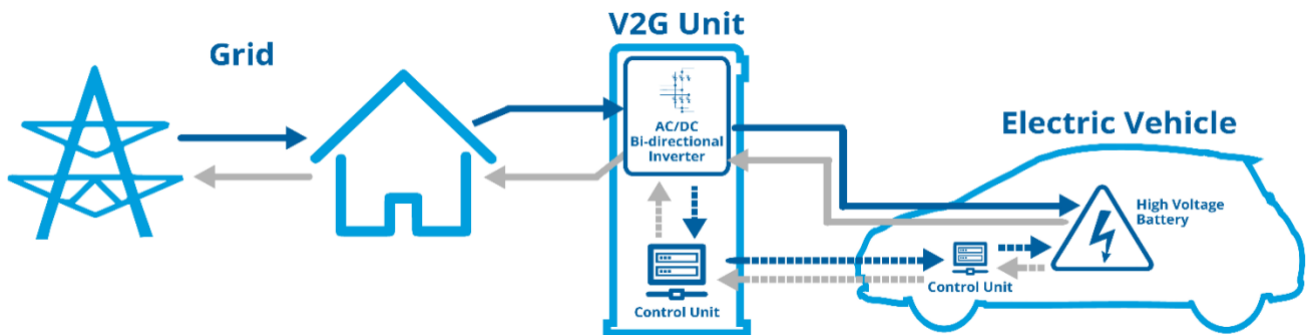 V2G Unit
Grid
AC/DC
Bi-directional
Inverter
Control Unit
Electric Vehicle
High Voltage
Battery
Control Unit